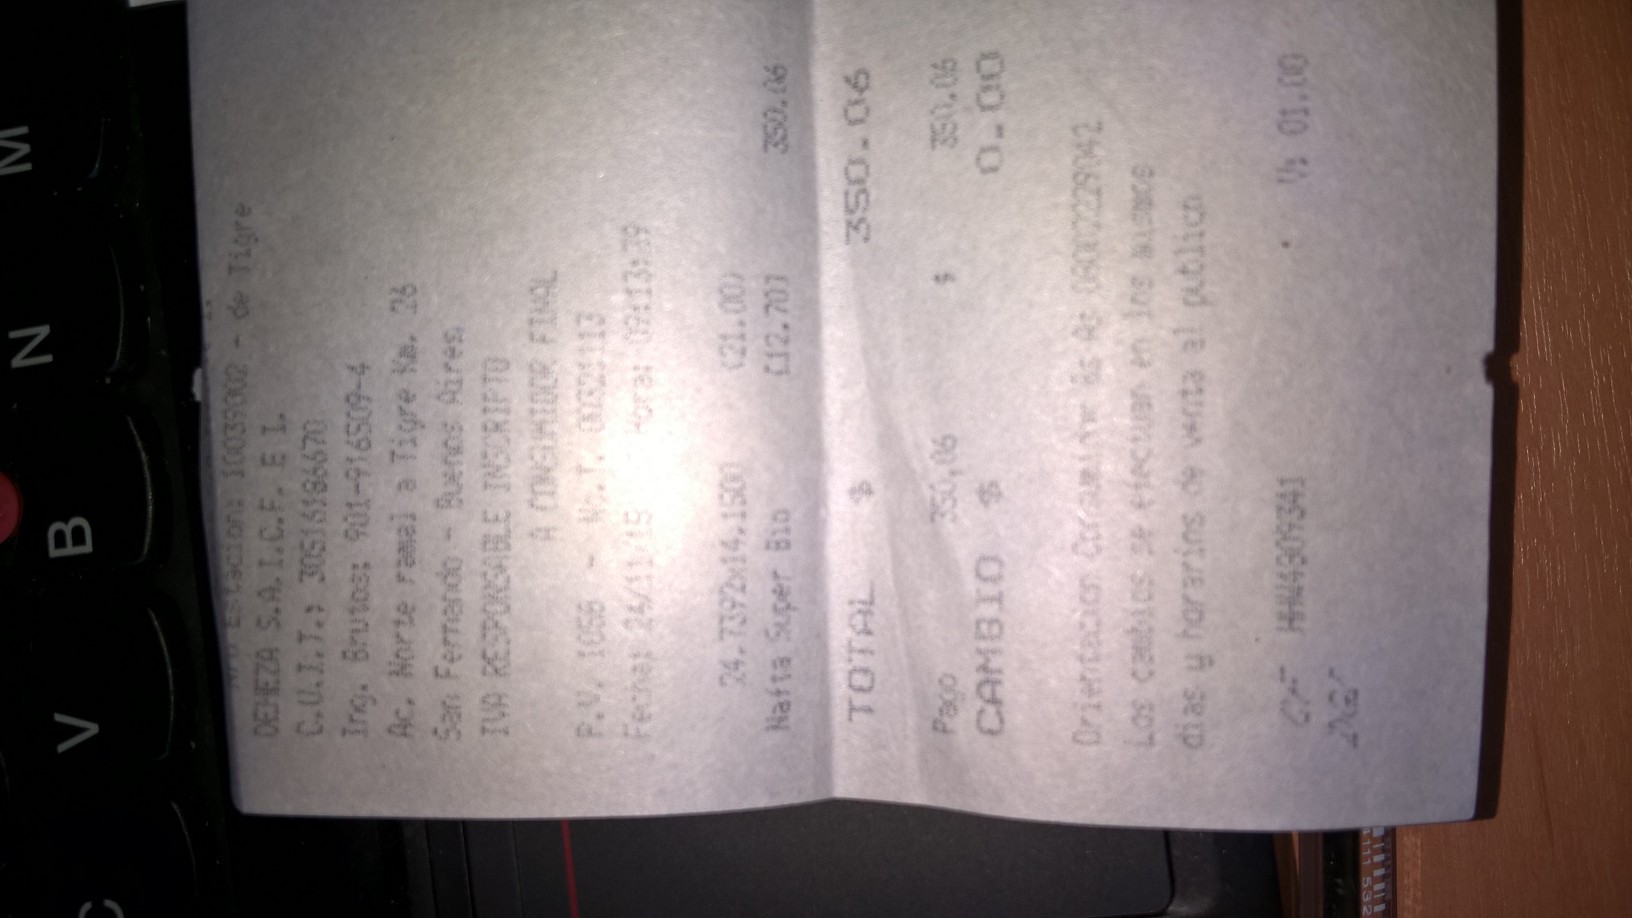 Estacion: 10039002 - de Tigre
DEHEZA S.A.I.C.F. E I.
C.U.I.T.: 30516186670
Ing. Brutos: 901-916509-4
Ac. Norte ramal a Tigre Km. 26
San Fernando - Buenos Aires
IVA RESPONSABLE INSCRIPTO
A CONSUMIDOR FINAL
P.V. 1058 - Nr.T. 00321113
Fecha: 24/11/15 Hora: 09:13:39
24.7392x14.1500 (21.00)
Nafta Super Bio [12.70] 350.06
TOTAL $ 350.06
Pago 350,06 $ 350.06
CAMBIO $ 0.00
Orientacion Consumidor Bs As
Los cambios se efectuan en los mismos
dias y horarios de venta al publico
V: 01.00
M
N
B
V
C